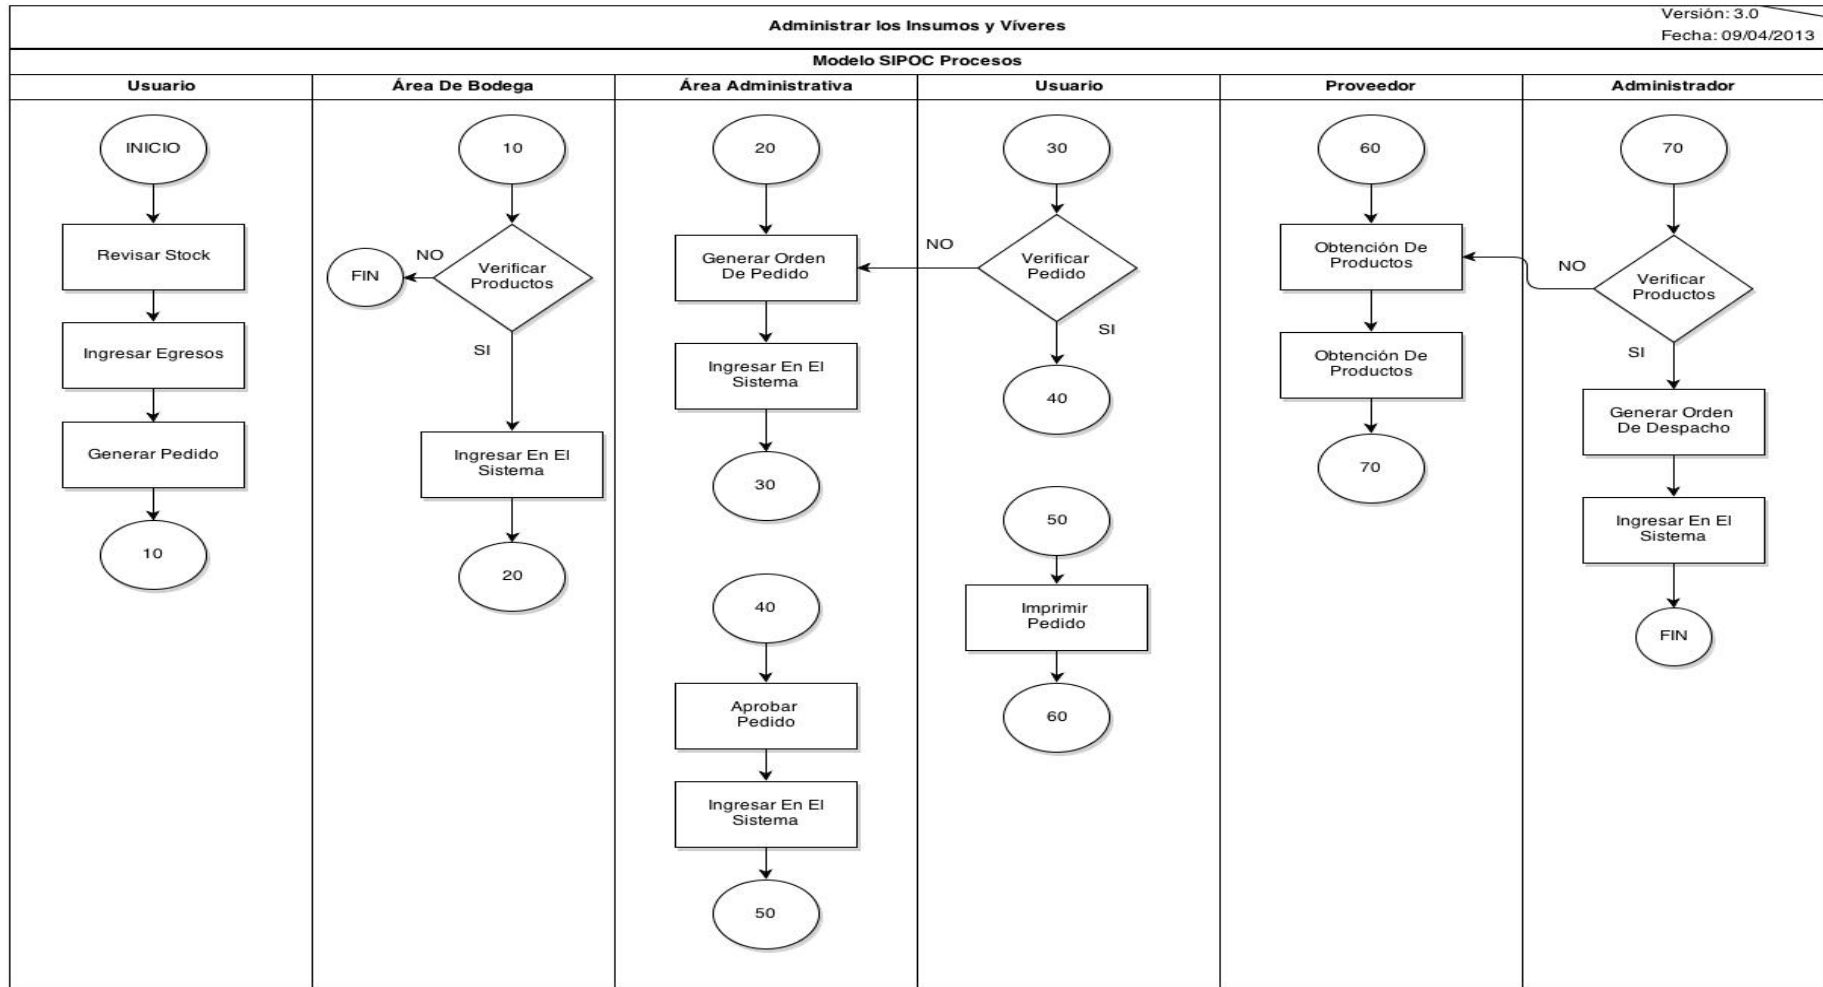 Administrar los Insumos y Víveres
Versión: 3.0
Fecha: 09/04/2013
Modelo SIPOC Procesos
Usuario
Área De Bodega
Área Administrativa
Usuario
Proveedor
Administrador
INICIO
Revisar Stock
Ingresar Egresos
Generar Pedido
10
10
Verificar
Productos
NO
FIN
SI
Ingresar En El
Sistema
20
20
Generar Orden
De Pedido
Ingresar En El
Sistema
30
40
Aprobar
Pedido
Ingresar En El
Sistema
50
30
Verificar
Pedido
NO
SI
40
50
Imprimir
Pedido
60
60
Obtención De
Productos
Obtención De
Productos
70
70
Verificar
Productos
NO
SI
Generar Orden
De Despacho
Ingresar En El
Sistema
FIN